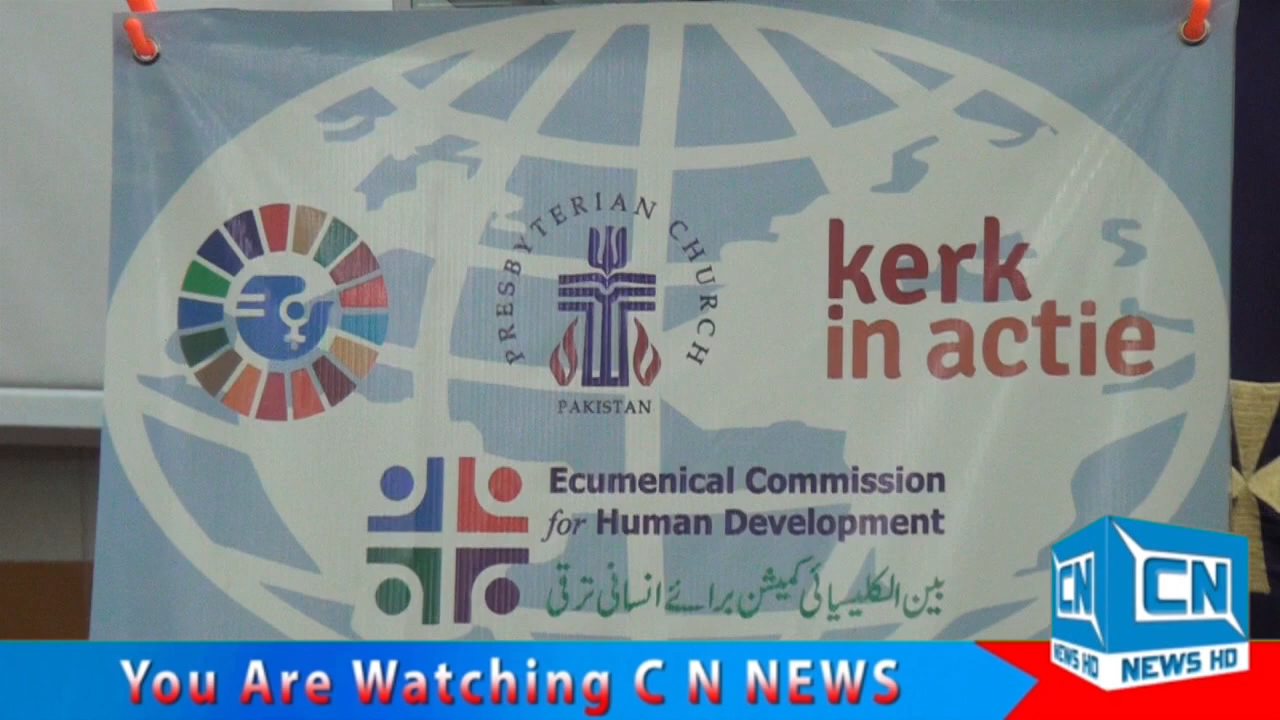 PRESBYTERIAN CHURCH
PAKISTAN
kerk
in actie
Ecumenical Commission
for Human Development
بین الکلیسیائی کمیشن برائے انسانی ترقی
You Are Watching C N NEWS
CN
NEWS HD
CN
NEWS HD